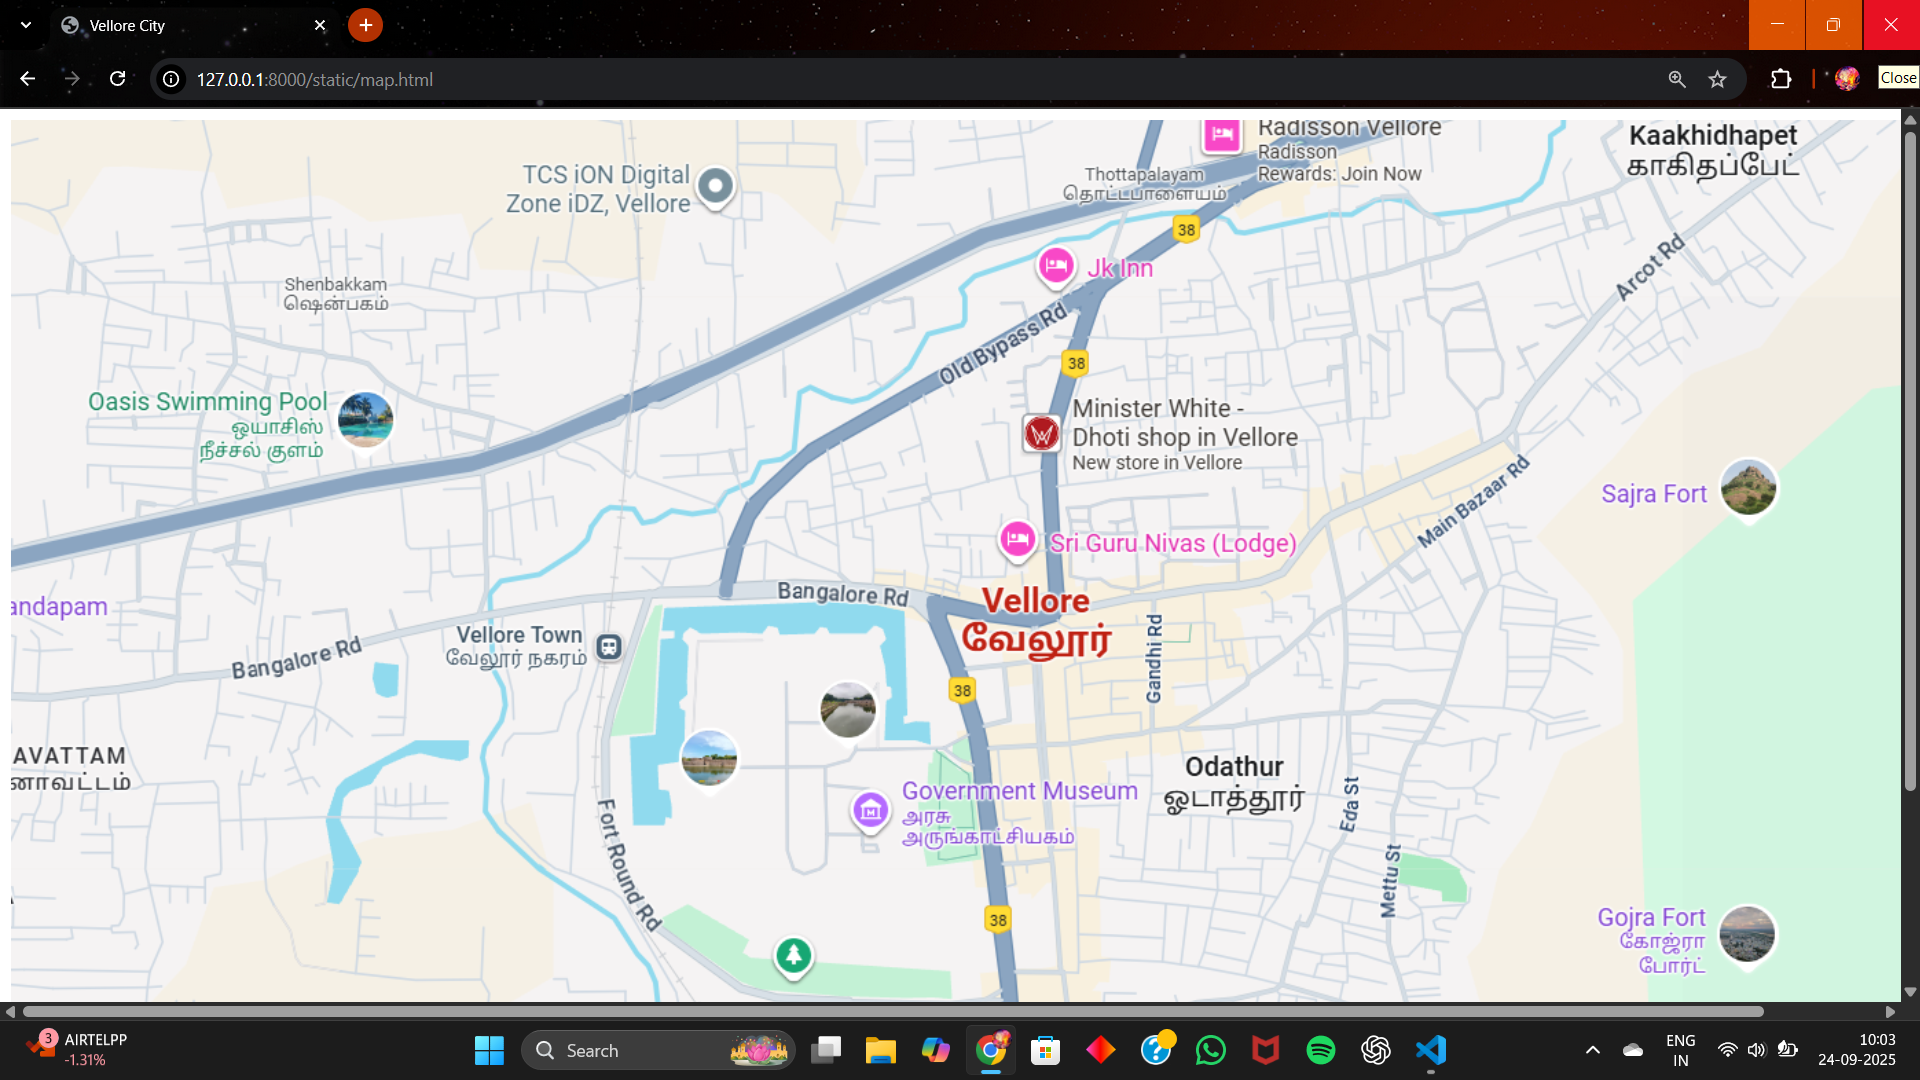 Vellore City
127.0.0.1:8000/static/map.html
Close
Radisson Vellore
Radisson
Rewards: Join Now
Kaakhidhapet
காகிதப்பேட்
TCS iON Digital
Zone iDZ, Vellore
Thottapalayam
தொட்டபாளையம்
38
Jk Inn
Arcot Rd
Shenbakkam
ஷென்பகம்
Old Bypass Rd
38
Oasis Swimming Pool
ஒயாசிஸ்
நீச்சல் குளம்
Minister White -
Dhoti shop in Vellore
New store in Vellore
Main Bazaar Rd
Sajra Fort
Sri Guru Nivas (Lodge)
Bangalore Rd
Vellore
வேலூர்
andapam
Vellore Town
வேலூர் நகரம்
Bangalore Rd
Gandhi Rd
38
AVATTAM
ணாவட்டம்
Odathur
ஓடாத்தூர்
Government Museum
அரசு
அருங்காட்சியகம்
Eda St
Fort Round Rd
Mettu St
38
Gojra Fort
கோஜ்ரா
போர்ட்
3
AIRTELPP
-1.31%
Search
ENG
IN
10:03
24-09-2025